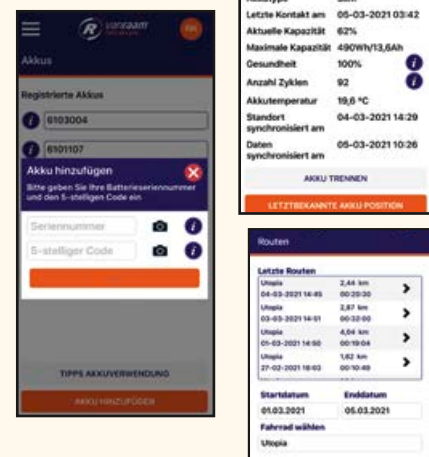 vanraam
Akkus
Registrierte Akkus
6103004
6101107
Akku hinzufügen
Bitte geben Sie Ihre Batterieseriennummer
und den 5-stelligen Code ein
Seriennummer
5-stelliger Code
TIPPS AKKUVERWENDUNG
AKKU HINZUFÜGEN
Letzte Kontakt am 05-03-2021 03:42
Aktuelle Kapazität 62%
Maximale Kapazität 490Wh/13,6Ah
Gesundheit 100%
Anzahl Zyklen 92
Akkutemperatur 19,6 °C
Standort 04-03-2021 14:29
synchronisiert am
Daten 05-03-2021 10:26
synchronisiert am
AKKU TRENNEN
LETZTBEKANNTE AKKU POSITION
Routen
Letzte Routen
Utopia 2,44 km
04-03-2021 14:45 00:20:30
Utopia 2,87 km
03-03-2021 14:51 00:32:00
Utopia 4,04 km
01-03-2021 14:50 00:19:04
Utopia 1,62 km
27-02-2021 16:03 00:10:49
Startdatum Enddatum
01.03.2021 05.03.2021
Fahrrad wählen
Utopia